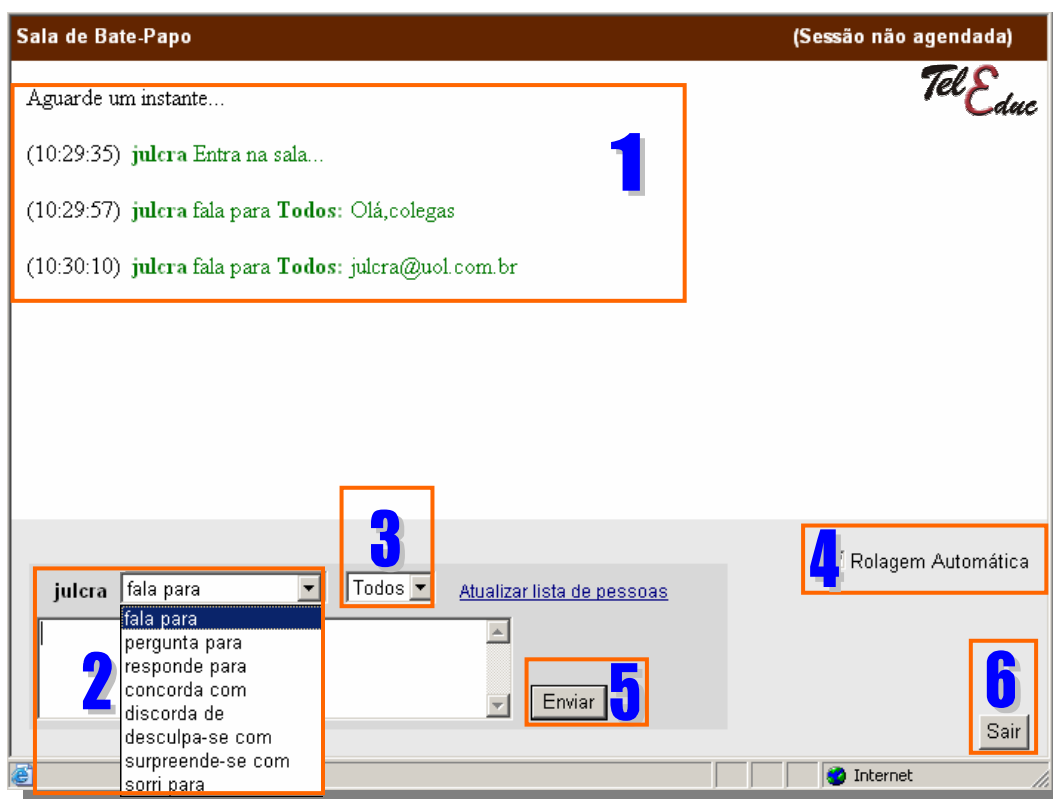 Sala de Bate-Papo (Sessão não agendada)
Tel Educ
Aguarde um instante...
1
(10:29:35) julcra Entra na sala...
(10:29:57) julcra fala para Todos: Olá,colegas
(10:30:10) julcra fala para Todos: julcra@uol.com.br
3
4 Rolagem Automática
julcra fala para Todos Atualizar lista de pessoas
fala para
pergunta para
responde para
concorda com
discorda de
desculpa-se com
surpreende-se com
sorri para
2
Enviar 5
6
Sair
Internet